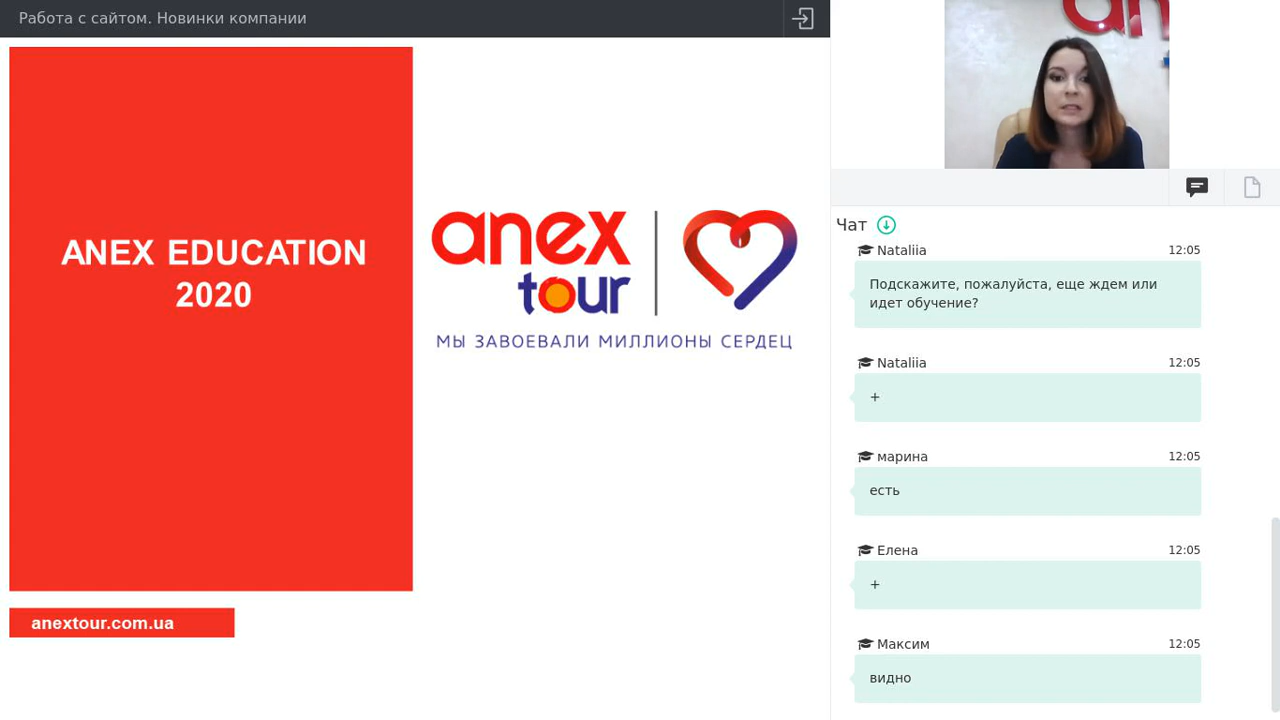 Работа с сайтом. Новинки компании
ANEX EDUCATION
2020
anex
tour
МЫ ЗАВОЕВАЛИ МИЛЛИОНЫ СЕРДЕЦ
anextour.com.ua
Чат
Nataliia 12:05
Подскажите, пожалуйста, еще ждем или
идет обучение?
Nataliia 12:05
+
марина 12:05
есть
Елена 12:05
+
Максим 12:05
видно